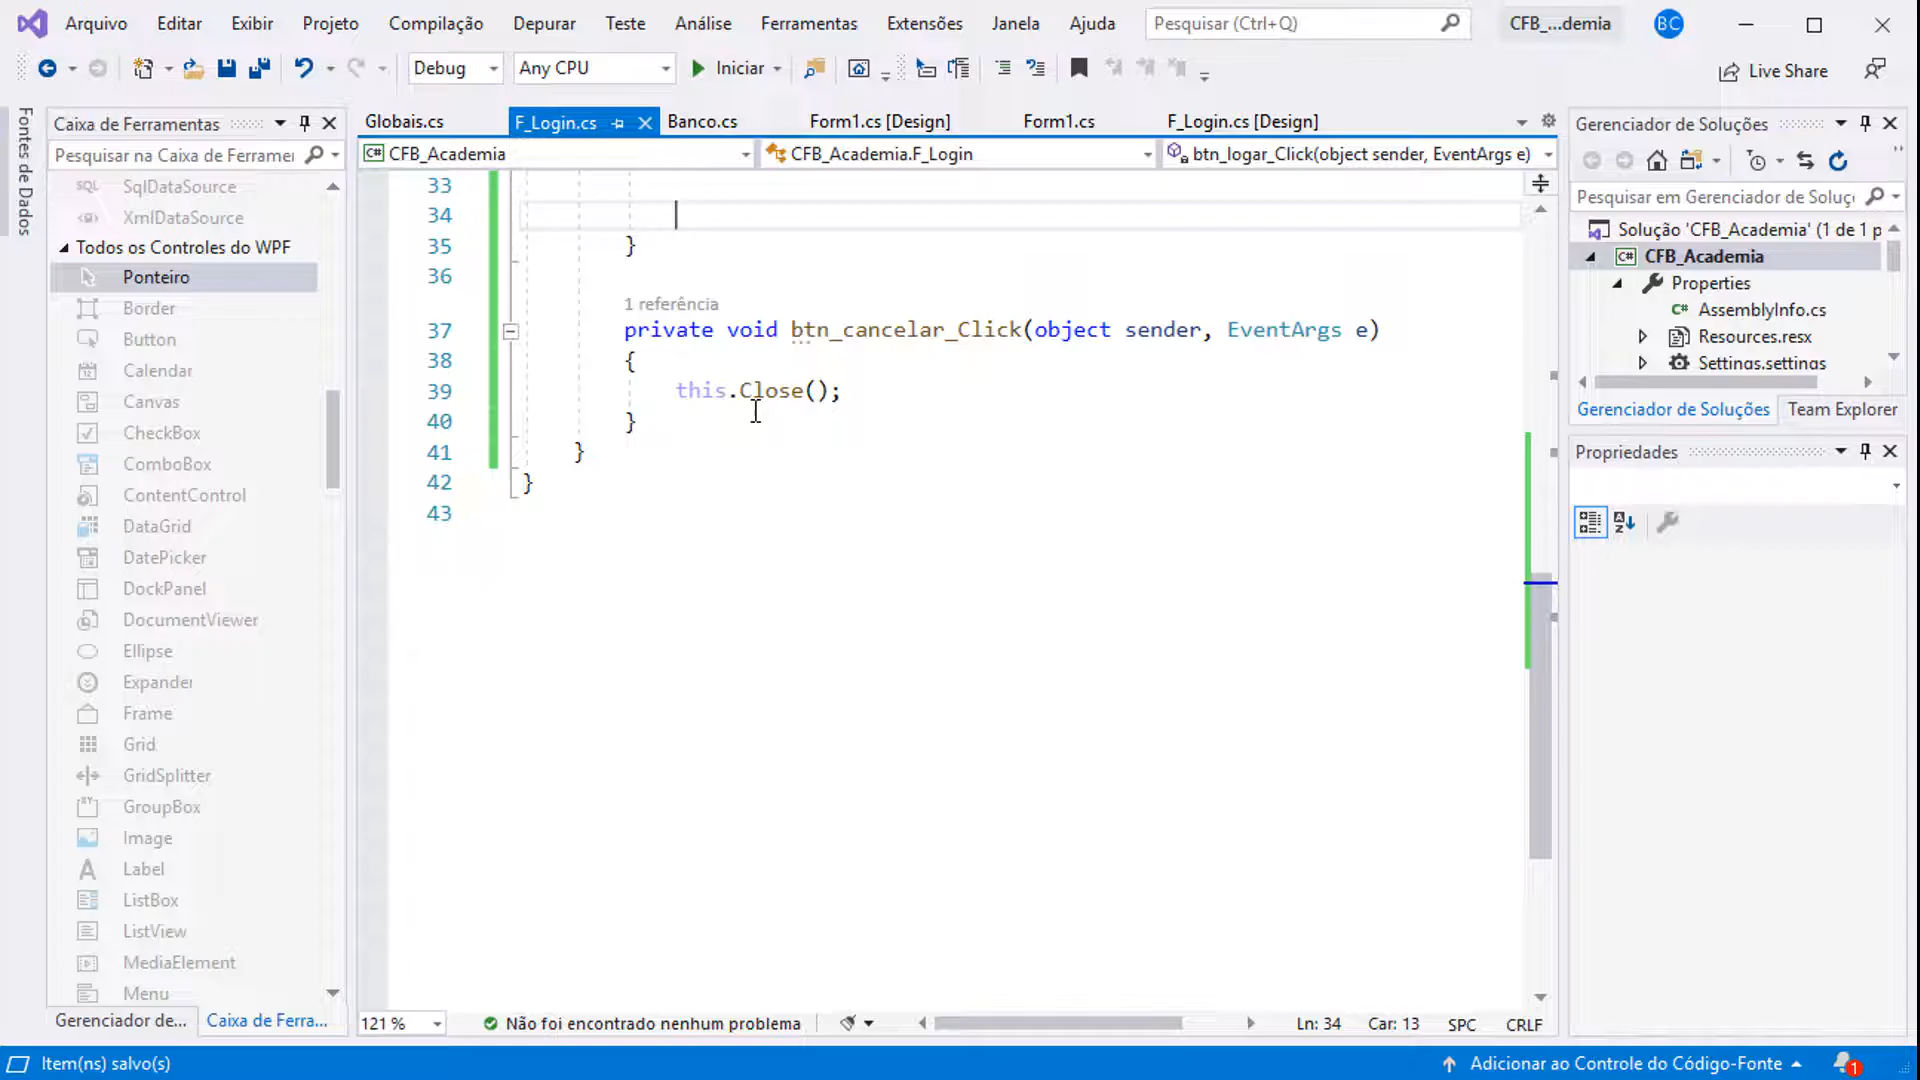 Arquivo Editar Exibir Projeto Compilação Depurar Teste Análise Ferramentas Extensões Janela Ajuda Pesquisar (Ctrl+Q) CFB_...demia BC
Debug Any CPU Iniciar Live Share
Fontes de Dados
Caixa de Ferramentas
Pesquisar na Caixa de Ferramer
SqlDataSource
XmlDataSource
Todos os Controles do WPF
Ponteiro
Border
Button
Calendar
Canvas
CheckBox
ComboBox
ContentControl
DataGrid
DatePicker
DockPanel
DocumentViewer
Ellipse
Expander
Frame
Grid
GridSplitter
GroupBox
Image
Label
ListBox
ListView
MediaElement
Menu
Gerenciador de... Caixa de Ferra...
Globais.cs F_Login.cs Banco.cs Form1.cs [Design] Form1.cs F_Login.cs [Design]
CFB_Academia CFB_Academia.F_Login btn_logar_Click(object sender, EventArgs e)
33
34
35 }
36
1 referência
37 private void btn_cancelar_Click(object sender, EventArgs e)
38 {
39 this.Close();
40 }
41 }
42 }
43
121 % Não foi encontrado nenhum problema Ln: 34 Car: 13 SPC CRLF
Gerenciador de Soluções
Pesquisar em Gerenciador de Soluç
Solução 'CFB_Academia' (1 de 1 p
CFB_Academia
Properties
AssemblyInfo.cs
Resources.resx
Settings.settings
Gerenciador de Soluções Team Explorer
Propriedades
Item(ns) salvo(s) Adicionar ao Controle do Código-Fonte 1